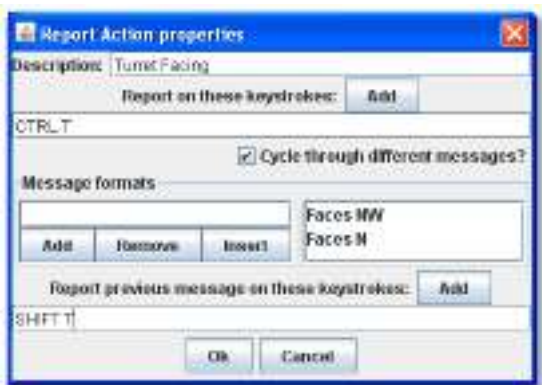 Report Action properties
Description: Turret Facing
Report on these keystrokes: Add
CTRL T
Cycle through different messages?
Message formats
Faces NW
Faces N
Add Remove Insert
Report previous message on these keystrokes: Add
SHIFT T
Ok Cancel